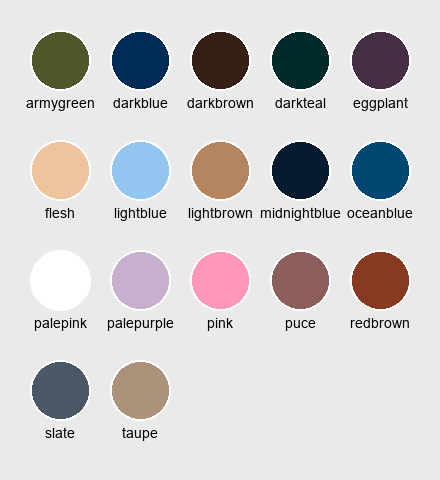 armygreen darkblue darkbrown darkteal eggplant
flesh lightblue lightbrown midnightblue oceanblue
palepink palepurple pink puce redbrown
slate taupe